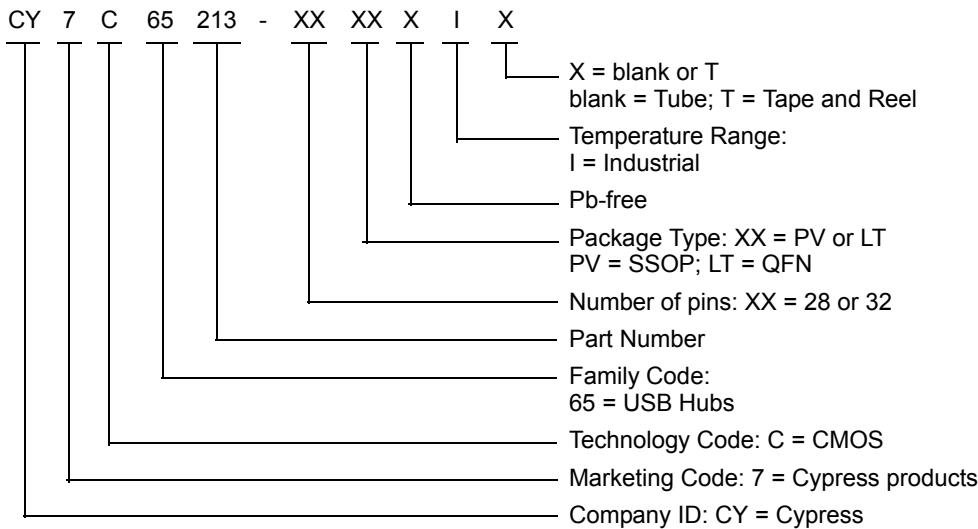 CY 7 C 65 213 - XX XX X I X
X = blank or T
blank = Tube; T = Tape and Reel
Temperature Range:
I = Industrial
Pb-free
Package Type: XX = PV or LT
PV = SSOP; LT = QFN
Number of pins: XX = 28 or 32
Part Number
Family Code:
65 = USB Hubs
Technology Code: C = CMOS
Marketing Code: 7 = Cypress products
Company ID: CY = Cypress